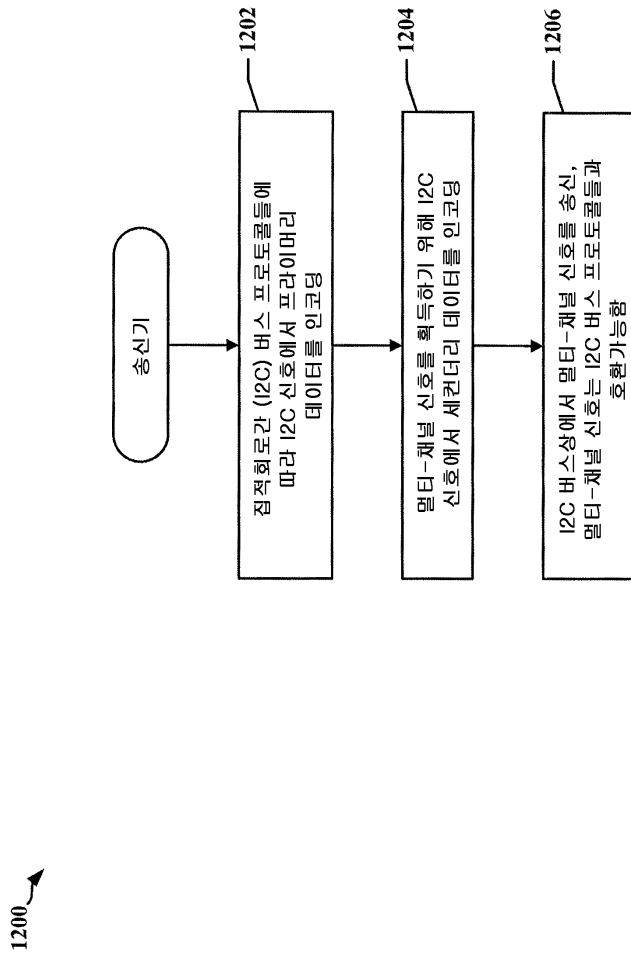 1200
송신기
1202
집적회로간 (I2C) 버스 프로토콜들에
따라 I2C 신호에서 프라이머리
데이터를 인코딩
1204
멀티-채널 신호를 획득하기 위해 I2C
신호에서 세컨더리 데이터를 인코딩
1206
I2C 버스상에서 멀티-채널 신호를 송신,
멀티-채널 신호는 I2C 버스 프로토콜들과
호환가능함